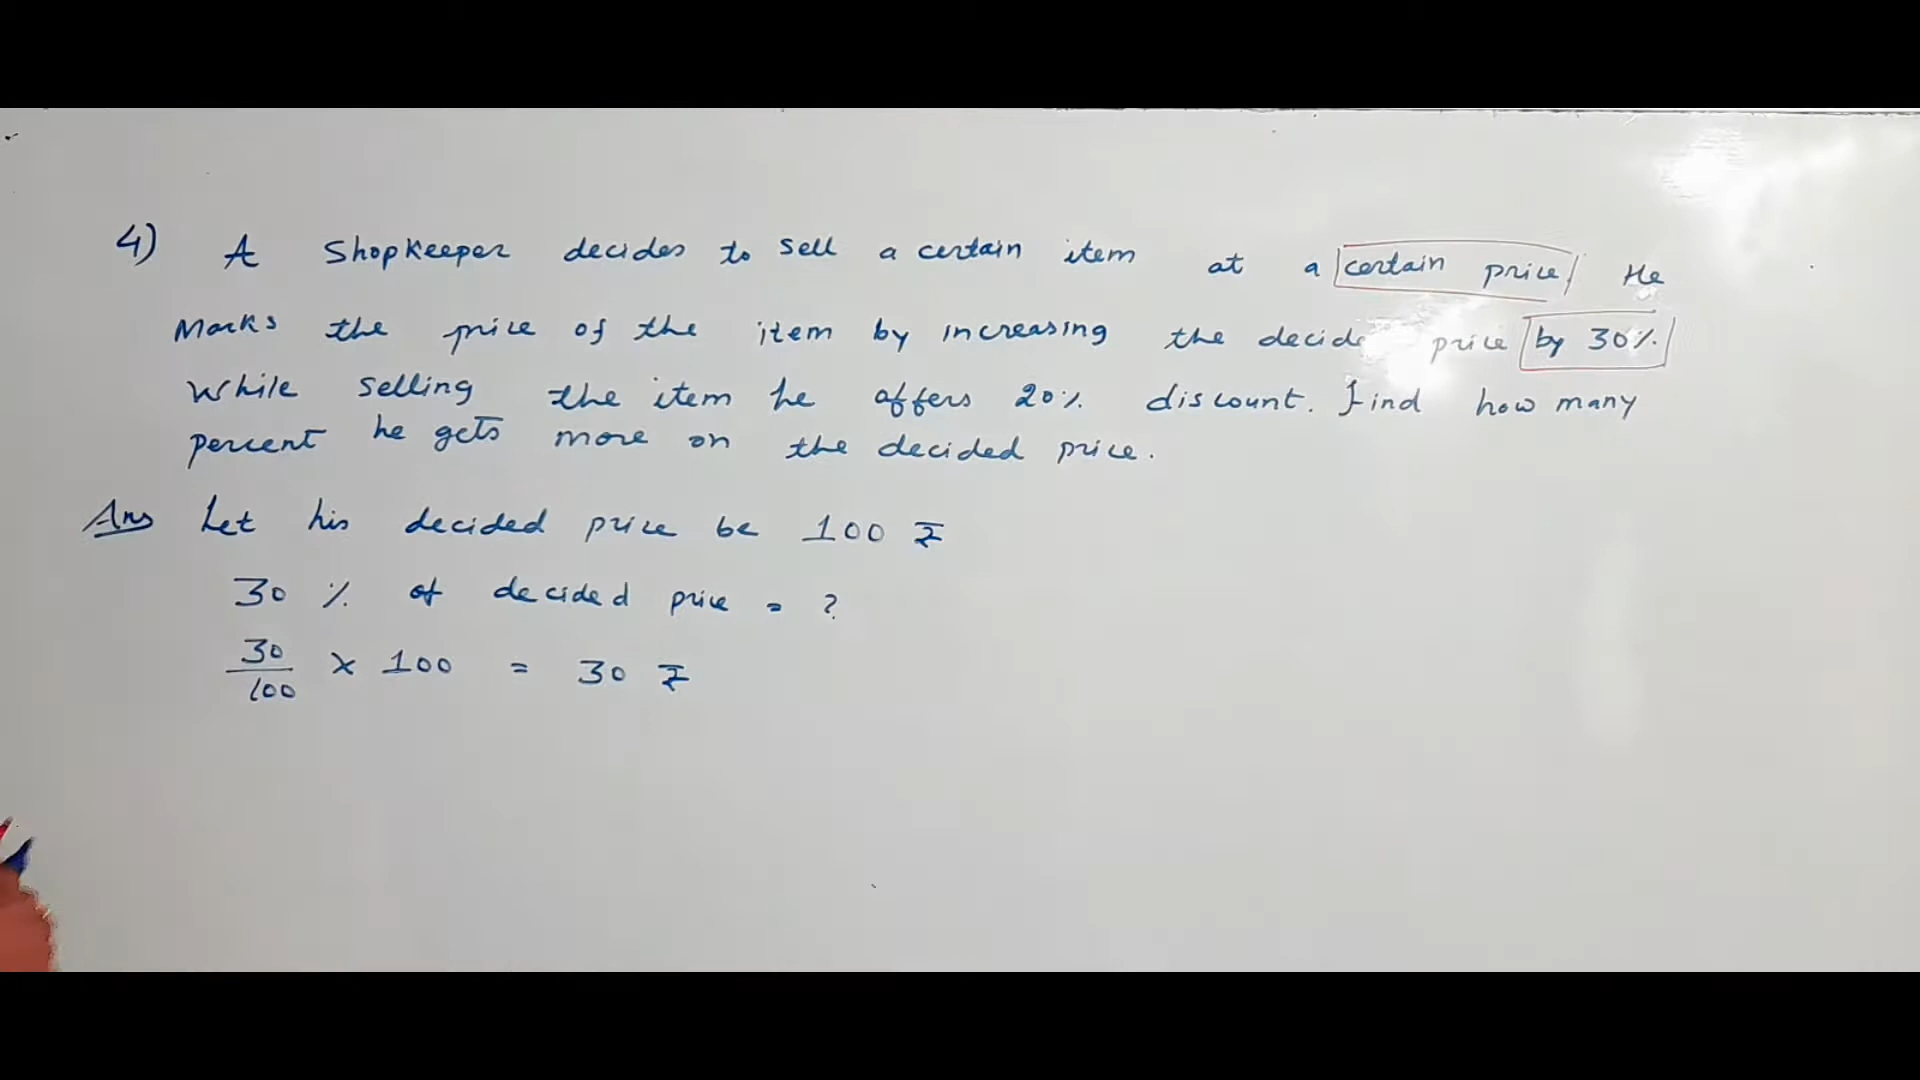 4) A Shopkeeper decides to sell a certain item at a certain price. He
Marks the price of the item by increasing the decide price by 30%.
While selling the item he offers 20% discount. Find how many
percent he gets more on the decided price.
Ans Let his decided price be 100 ₹
30 % of decided price = ?
30/100 × 100 = 30 ₹